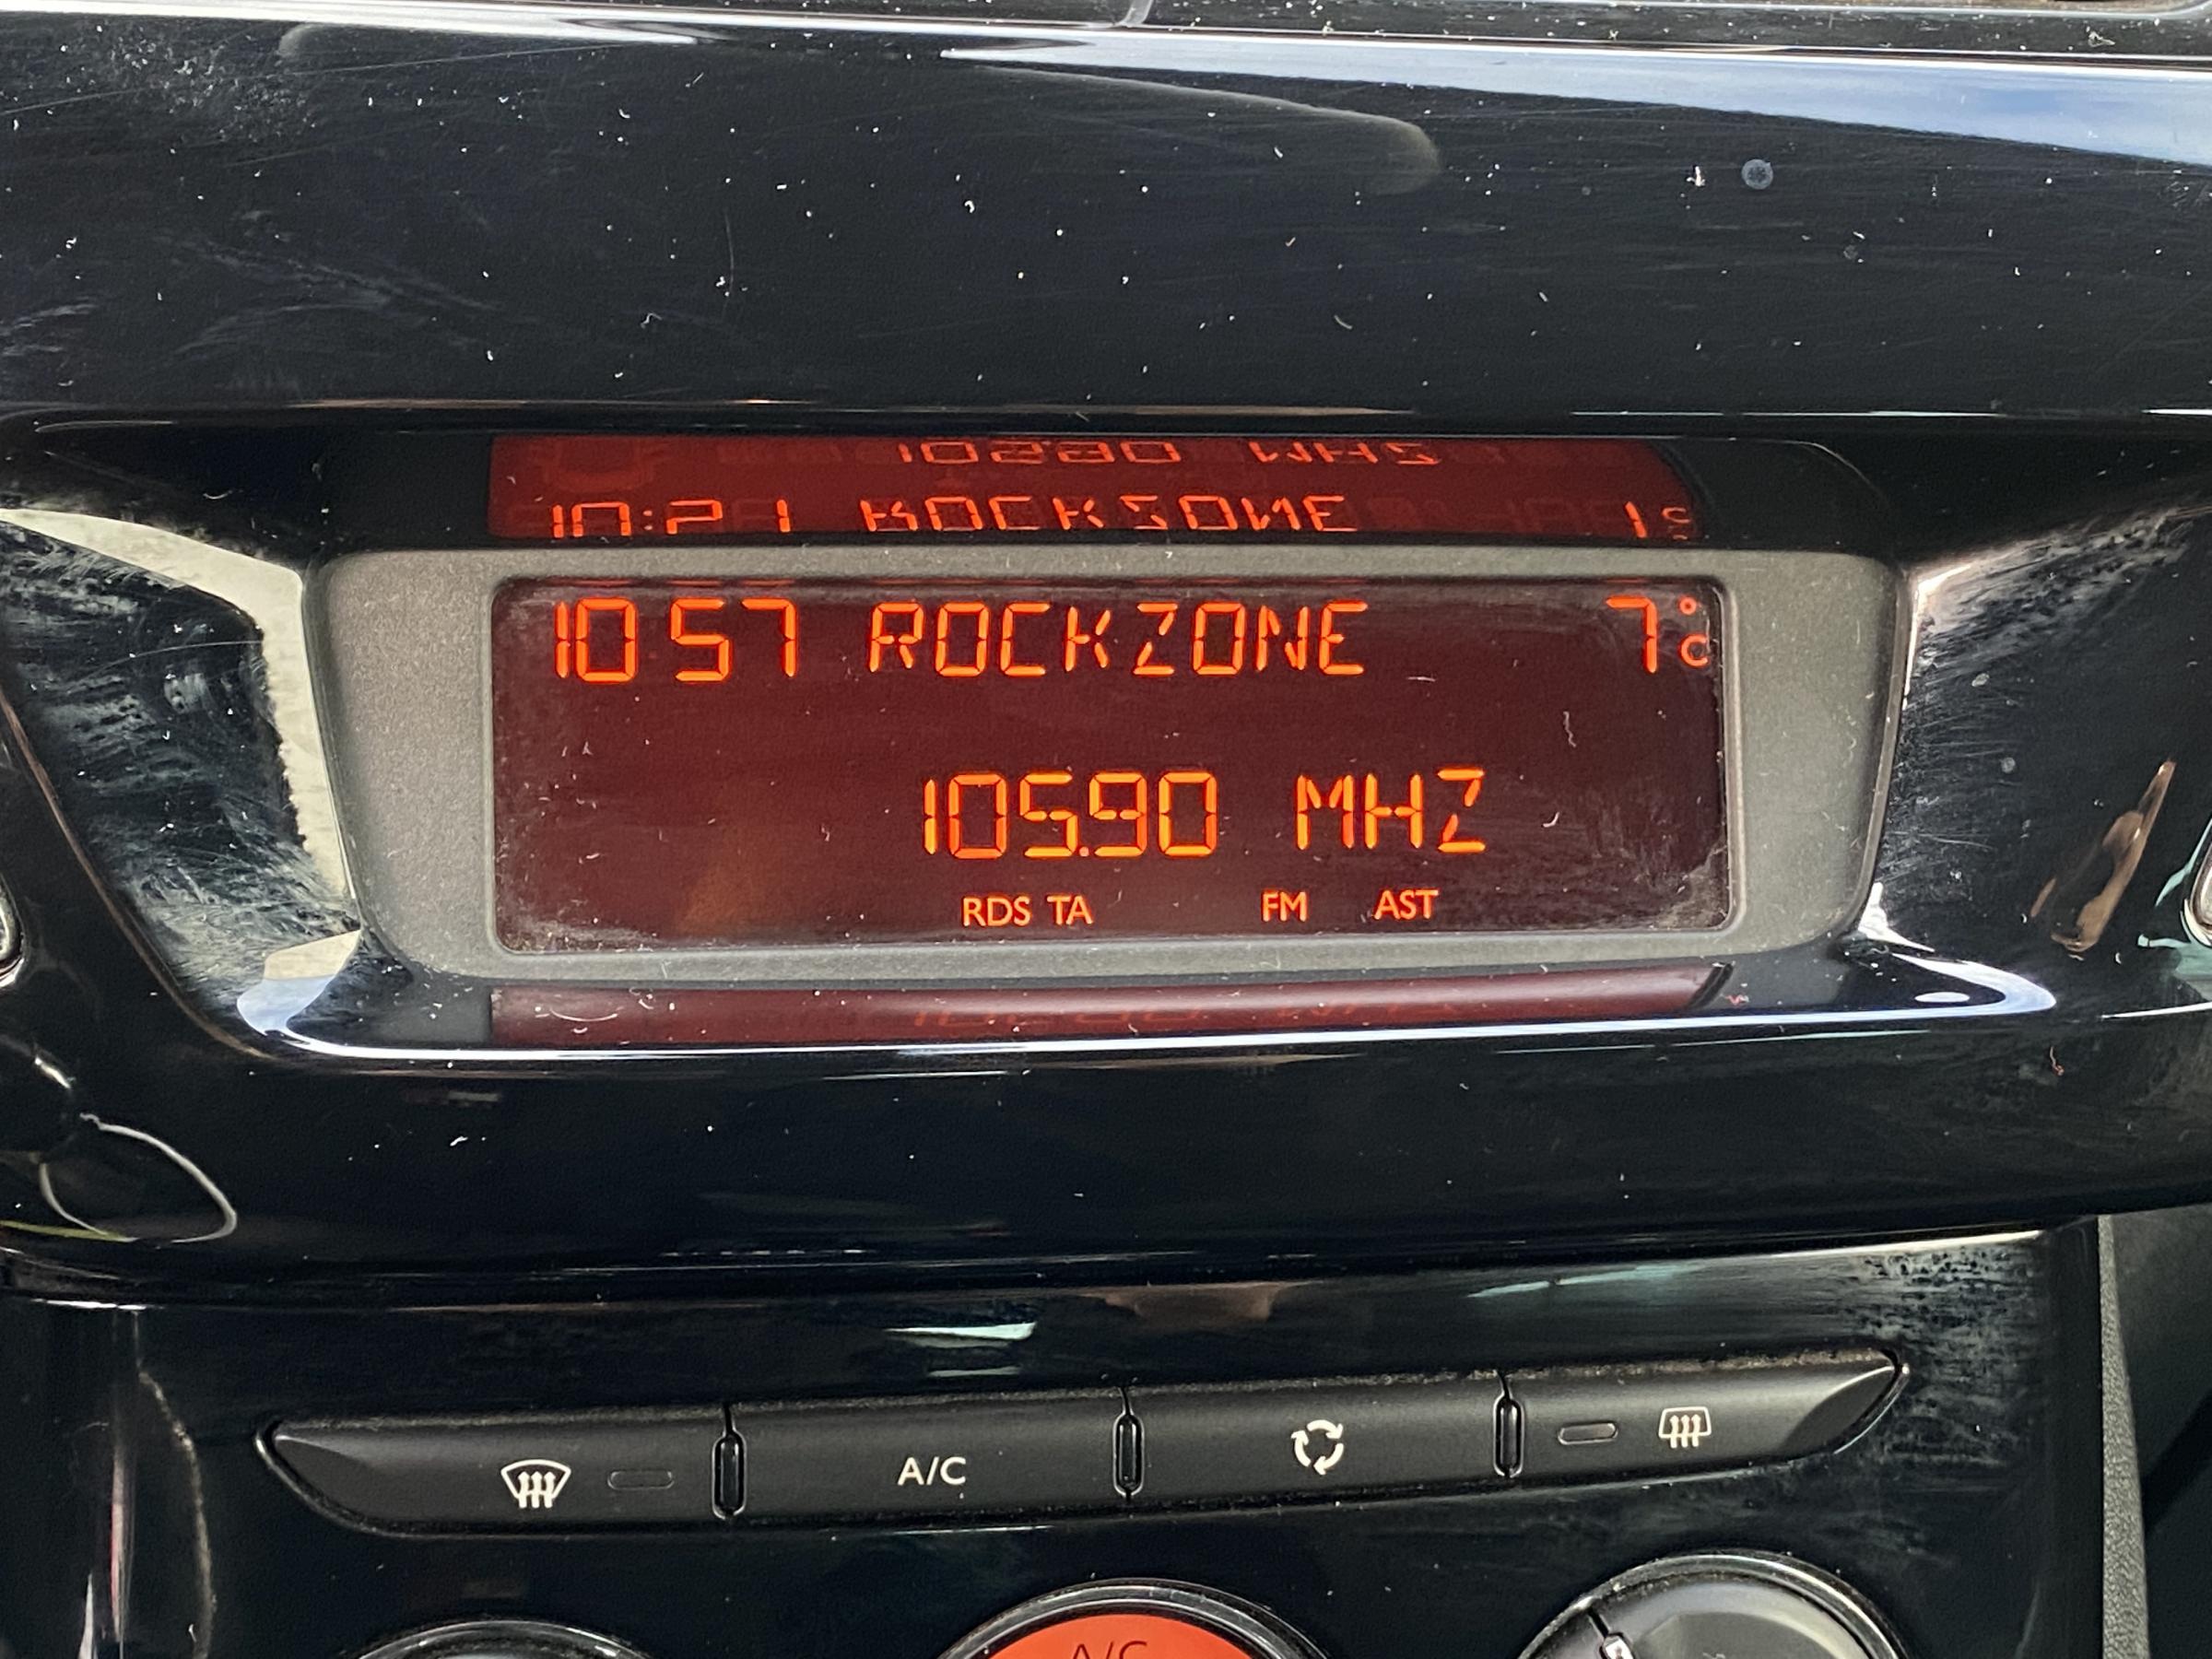 10 57 ROCKZONE 7°C
105.90 MHZ
RDS TA FM AST
A/C
A/C